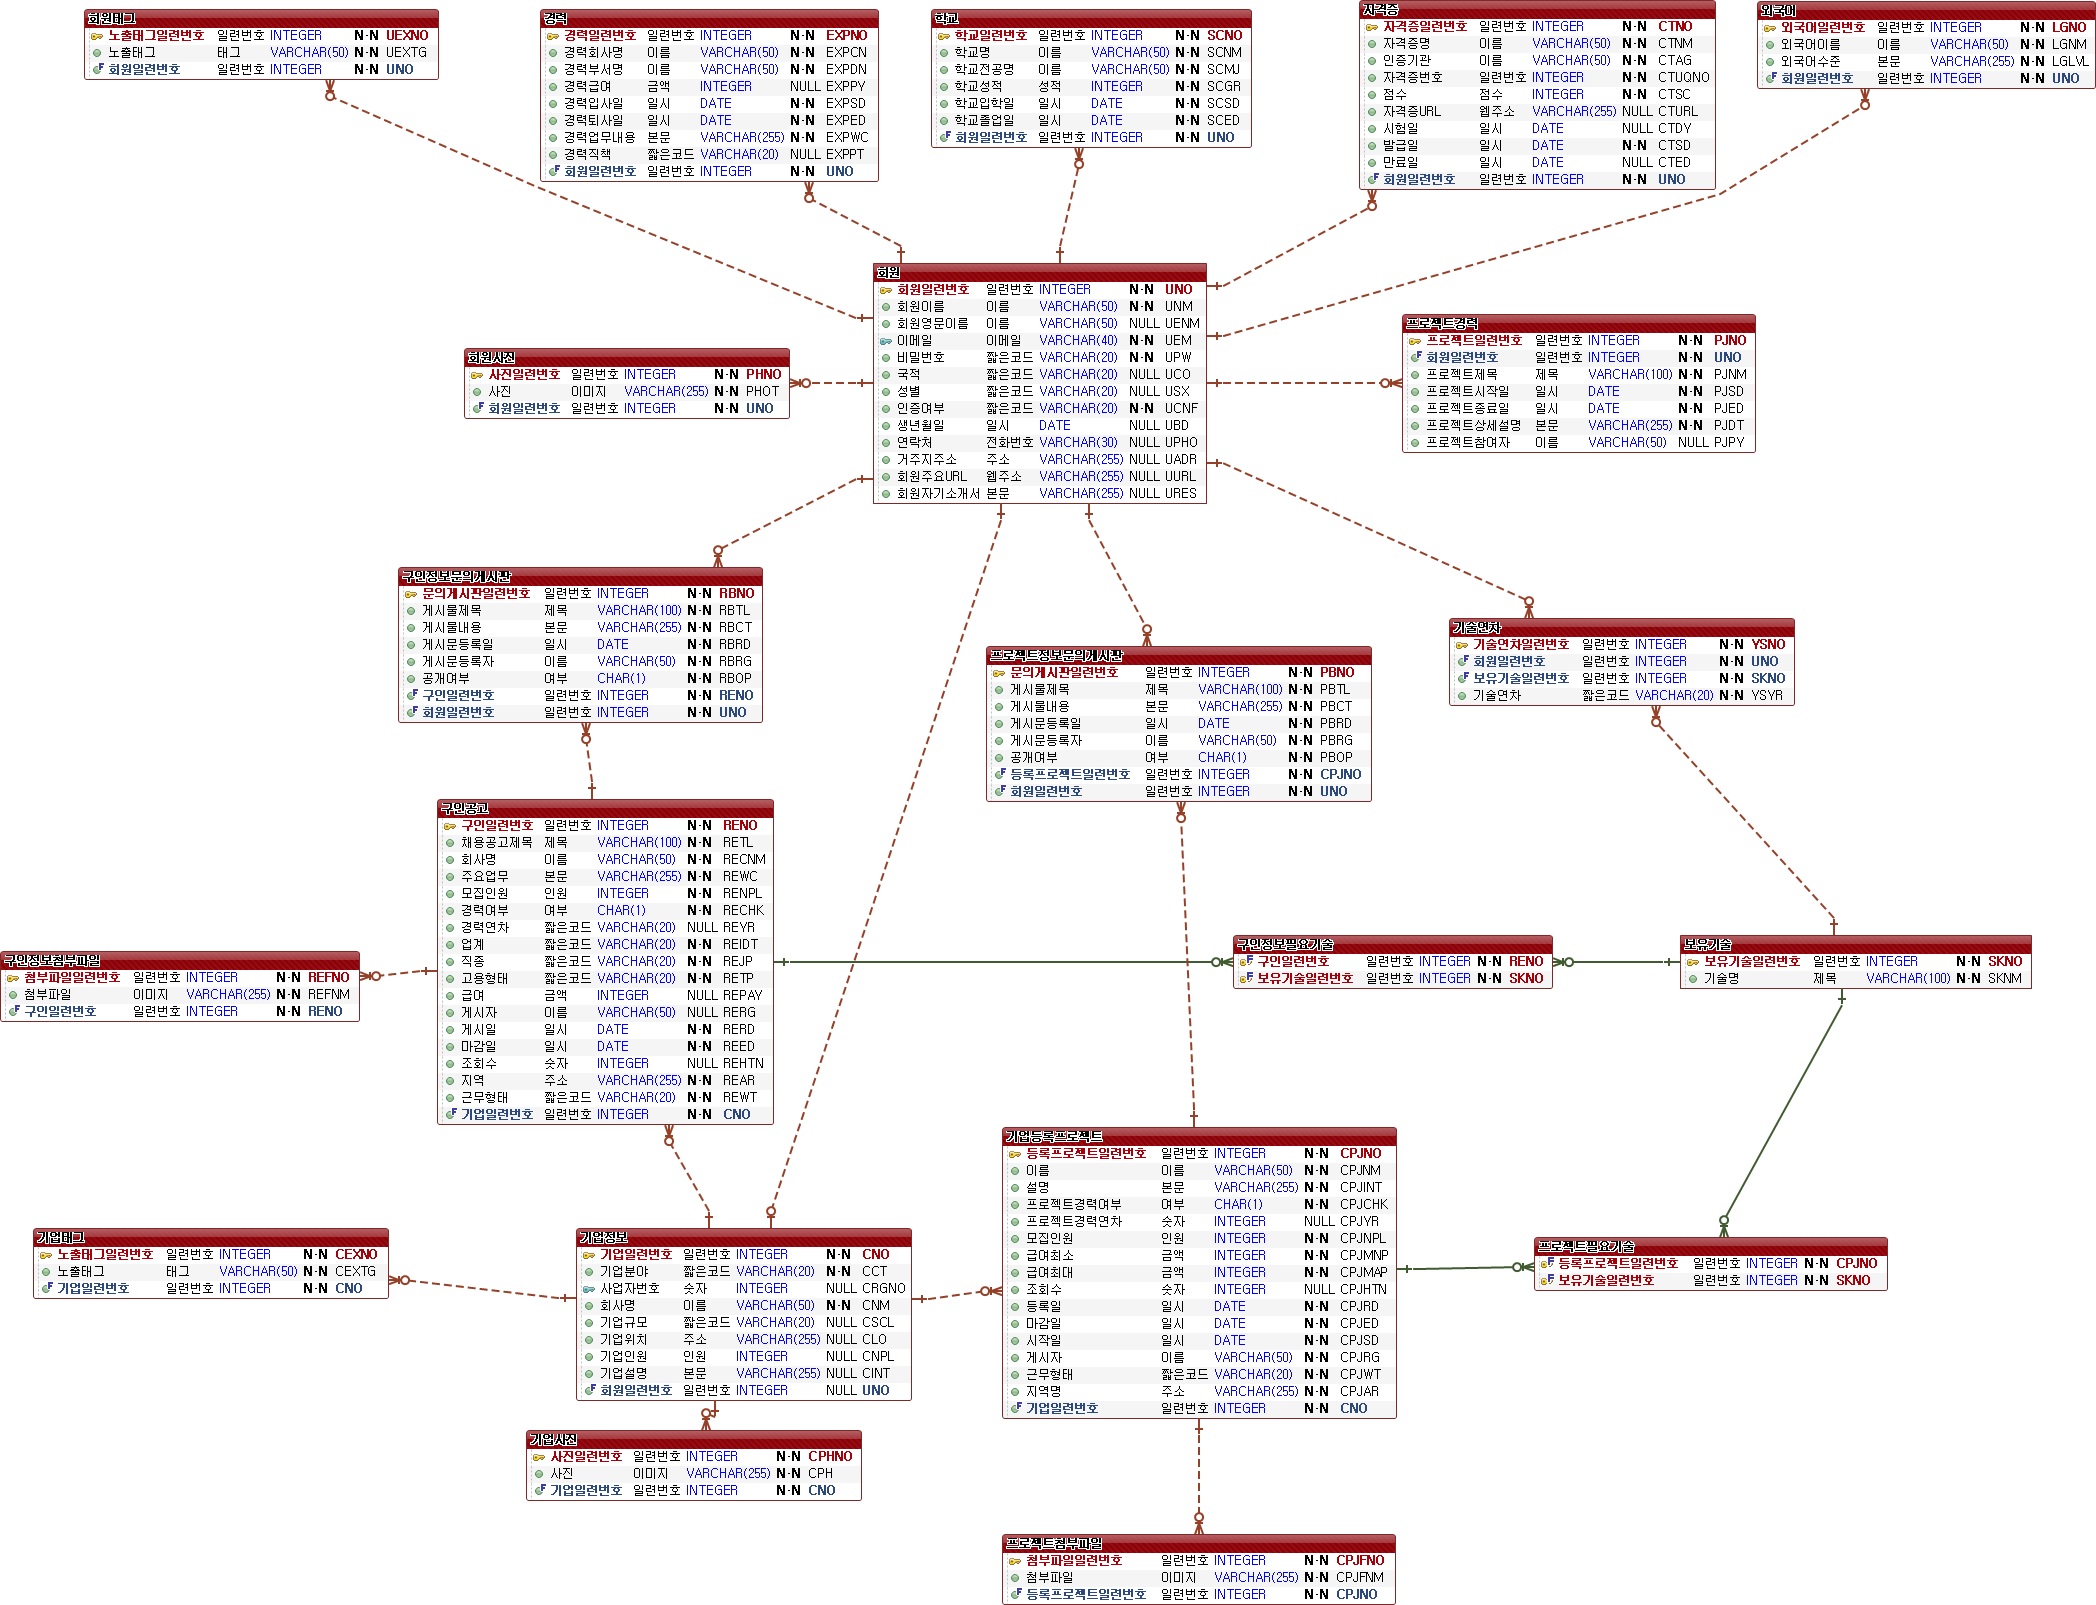 회원태그
노출태그일련번호 일련번호 INTEGER N-N UEXNO
노출태그 태그 VARCHAR(50) N-N UEXTG
회원일련번호 일련번호 INTEGER N-N UNO
경력
경력일련번호 일련번호 INTEGER N-N EXPNO
경력회사명 이름 VARCHAR(50) N-N EXPCN
경력부서명 이름 VARCHAR(50) N-N EXPDN
경력급여 금액 INTEGER NULL EXPPY
경력입사일 일시 DATE N-N EXPSD
경력퇴사일 일시 DATE N-N EXPED
경력업무내용 본문 VARCHAR(255) N-N EXPWC
경력직책 짧은코드 VARCHAR(20) NULL EXPPT
회원일련번호 일련번호 INTEGER N-N UNO
학교
학교일련번호 일련번호 INTEGER N-N SCNO
학교명 이름 VARCHAR(50) N-N SCNM
학교전공명 이름 VARCHAR(50) N-N SCMJ
학교성적 성적 INTEGER N-N SCGR
학교입학일 일시 DATE N-N SCSD
학교졸업일 일시 DATE N-N SCED
회원일련번호 일련번호 INTEGER N-N UNO
자격증
자격증일련번호 일련번호 INTEGER N-N CTNO
자격증명 이름 VARCHAR(50) N-N CTNM
인증기관 이름 VARCHAR(50) N-N CTAG
자격증번호 일련번호 INTEGER N-N CTUQNO
점수 점수 INTEGER N-N CTSC
자격증URL 웹주소 VARCHAR(255) NULL CTURL
시험일 일시 DATE NULL CTDY
발급일 일시 DATE N-N CTSD
만료일 일시 DATE NULL CTED
회원일련번호 일련번호 INTEGER N-N UNO
외국어
외국어일련번호 일련번호 INTEGER N-N LGNO
외국어이름 이름 VARCHAR(50) N-N LGNM
외국어수준 본문 VARCHAR(255) N-N LGLVL
회원일련번호 일련번호 INTEGER N-N UNO
회원
회원일련번호 일련번호 INTEGER N-N UNO
회원이름 이름 VARCHAR(50) N-N UNM
회원영문이름 이름 VARCHAR(50) NULL UENM
이메일 이메일 VARCHAR(40) N-N UEM
비밀번호 짧은코드 VARCHAR(20) N-N UPW
국적 짧은코드 VARCHAR(20) NULL UCO
성별 짧은코드 VARCHAR(20) NULL USX
인증여부 짧은코드 VARCHAR(20) N-N UCNF
생년월일 일시 DATE NULL UBD
연락처 전화번호 VARCHAR(30) NULL UPHO
거주지주소 주소 VARCHAR(255) NULL UADR
회원주요URL 웹주소 VARCHAR(255) NULL UURL
회원자기소개서 본문 VARCHAR(255) NULL URES
회원사진
사진일련번호 일련번호 INTEGER N-N PHNO
사진 이미지 VARCHAR(255) N-N PHOT
회원일련번호 일련번호 INTEGER N-N UNO
프로젝트경력
프로젝트일련번호 일련번호 INTEGER N-N PJNO
회원일련번호 일련번호 INTEGER N-N UNO
프로젝트제목 제목 VARCHAR(100) N-N PJNM
프로젝트시작일 일시 DATE N-N PJSD
프로젝트종료일 일시 DATE N-N PJED
프로젝트상세설명 본문 VARCHAR(255) N-N PJDT
프로젝트참여자 이름 VARCHAR(50) NULL PJPY
구인정보문의게시판
문의게시판일련번호 일련번호 INTEGER N-N RBNO
게시물제목 제목 VARCHAR(100) N-N RBTL
게시물내용 본문 VARCHAR(255) N-N RBCT
게시문등록일 일시 DATE N-N RBRD
게시문등록자 이름 VARCHAR(50) N-N RBRG
공개여부 여부 CHAR(1) N-N RBOP
구인일련번호 일련번호 INTEGER N-N RENO
회원일련번호 일련번호 INTEGER N-N UNO
프로젝트정보문의게시판
문의게시판일련번호 일련번호 INTEGER N-N PBNO
게시물제목 제목 VARCHAR(100) N-N PBTL
게시물내용 본문 VARCHAR(255) N-N PBCT
게시문등록일 일시 DATE N-N PBRD
게시문등록자 이름 VARCHAR(50) N-N PBRG
공개여부 여부 CHAR(1) N-N PBOP
등록프로젝트일련번호 일련번호 INTEGER N-N CPJNO
회원일련번호 일련번호 INTEGER N-N UNO
기술연차
기술연차일련번호 일련번호 INTEGER N-N YSNO
회원일련번호 일련번호 INTEGER N-N UNO
보유기술일련번호 일련번호 INTEGER N-N SKNO
기술연차 짧은코드 VARCHAR(20) N-N YSYR
구인공고
구인일련번호 일련번호 INTEGER N-N RENO
채용공고제목 제목 VARCHAR(100) N-N RETL
회사명 이름 VARCHAR(50) N-N RECNM
주요업무 본문 VARCHAR(255) N-N REWC
모집인원 인원 INTEGER N-N RENPL
경력여부 여부 CHAR(1) N-N RECHK
경력연차 짧은코드 VARCHAR(20) NULL REYR
업계 짧은코드 VARCHAR(20) N-N REIDT
직종 짧은코드 VARCHAR(20) N-N REJP
고용형태 짧은코드 VARCHAR(20) N-N RETP
급여 금액 INTEGER NULL REPAY
게시자 이름 VARCHAR(50) NULL RERG
게시일 일시 DATE N-N RERD
마감일 일시 DATE N-N REED
조회수 숫자 INTEGER NULL REHTN
지역 주소 VARCHAR(255) N-N REAR
근무형태 짧은코드 VARCHAR(20) N-N REWT
기업일련번호 일련번호 INTEGER N-N CNO
구인정보첨부파일
첨부파일일련번호 일련번호 INTEGER N-N REFNO
첨부파일 이미지 VARCHAR(255) N-N REFNM
구인일련번호 일련번호 INTEGER N-N RENO
구인정보필요기술
구인일련번호 일련번호 INTEGER N-N RENO
보유기술일련번호 일련번호 INTEGER N-N SKNO
보유기술
보유기술일련번호 일련번호 INTEGER N-N SKNO
기술명 제목 VARCHAR(100) N-N SKNM
기업등록프로젝트
등록프로젝트일련번호 일련번호 INTEGER N-N CPJNO
이름 이름 VARCHAR(50) N-N CPJNM
설명 본문 VARCHAR(255) N-N CPJINT
프로젝트경력여부 여부 CHAR(1) N-N CPJCHK
프로젝트경력연차 숫자 INTEGER NULL CPJYR
모집인원 인원 INTEGER N-N CPJNPL
급여최소 금액 INTEGER N-N CPJMNP
급여최대 금액 INTEGER N-N CPJMAP
조회수 숫자 INTEGER NULL CPJHTN
등록일 일시 DATE N-N CPJRD
마감일 일시 DATE N-N CPJED
시작일 일시 DATE N-N CPJSD
게시자 이름 VARCHAR(50) N-N CPJRG
근무형태 짧은코드 VARCHAR(20) N-N CPJWT
지역명 주소 VARCHAR(255) N-N CPJAR
기업일련번호 일련번호 INTEGER N-N CNO
기업태그
노출태그일련번호 일련번호 INTEGER N-N CEXNO
노출태그 태그 VARCHAR(50) N-N CEXTG
기업일련번호 일련번호 INTEGER N-N CNO
기업정보
기업일련번호 일련번호 INTEGER N-N CNO
기업분야 짧은코드 VARCHAR(20) N-N CCT
사업자번호 숫자 INTEGER NULL CRGNO
회사명 이름 VARCHAR(50) N-N CNM
기업규모 짧은코드 VARCHAR(20) NULL CSCL
기업위치 주소 VARCHAR(255) NULL CLO
기업인원 인원 INTEGER NULL CNPL
기업설명 본문 VARCHAR(255) NULL CINT
회원일련번호 일련번호 INTEGER NULL UNO
프로젝트필요기술
등록프로젝트일련번호 일련번호 INTEGER N-N CPJNO
보유기술일련번호 일련번호 INTEGER N-N SKNO
기업사진
사진일련번호 일련번호 INTEGER N-N CPHNO
사진 이미지 VARCHAR(255) N-N CPH
기업일련번호 일련번호 INTEGER N-N CNO
프로젝트첨부파일
첨부파일일련번호 일련번호 INTEGER N-N CPJFNO
첨부파일 이미지 VARCHAR(255) N-N CPJFNM
등록프로젝트일련번호 일련번호 INTEGER N-N CPJNO